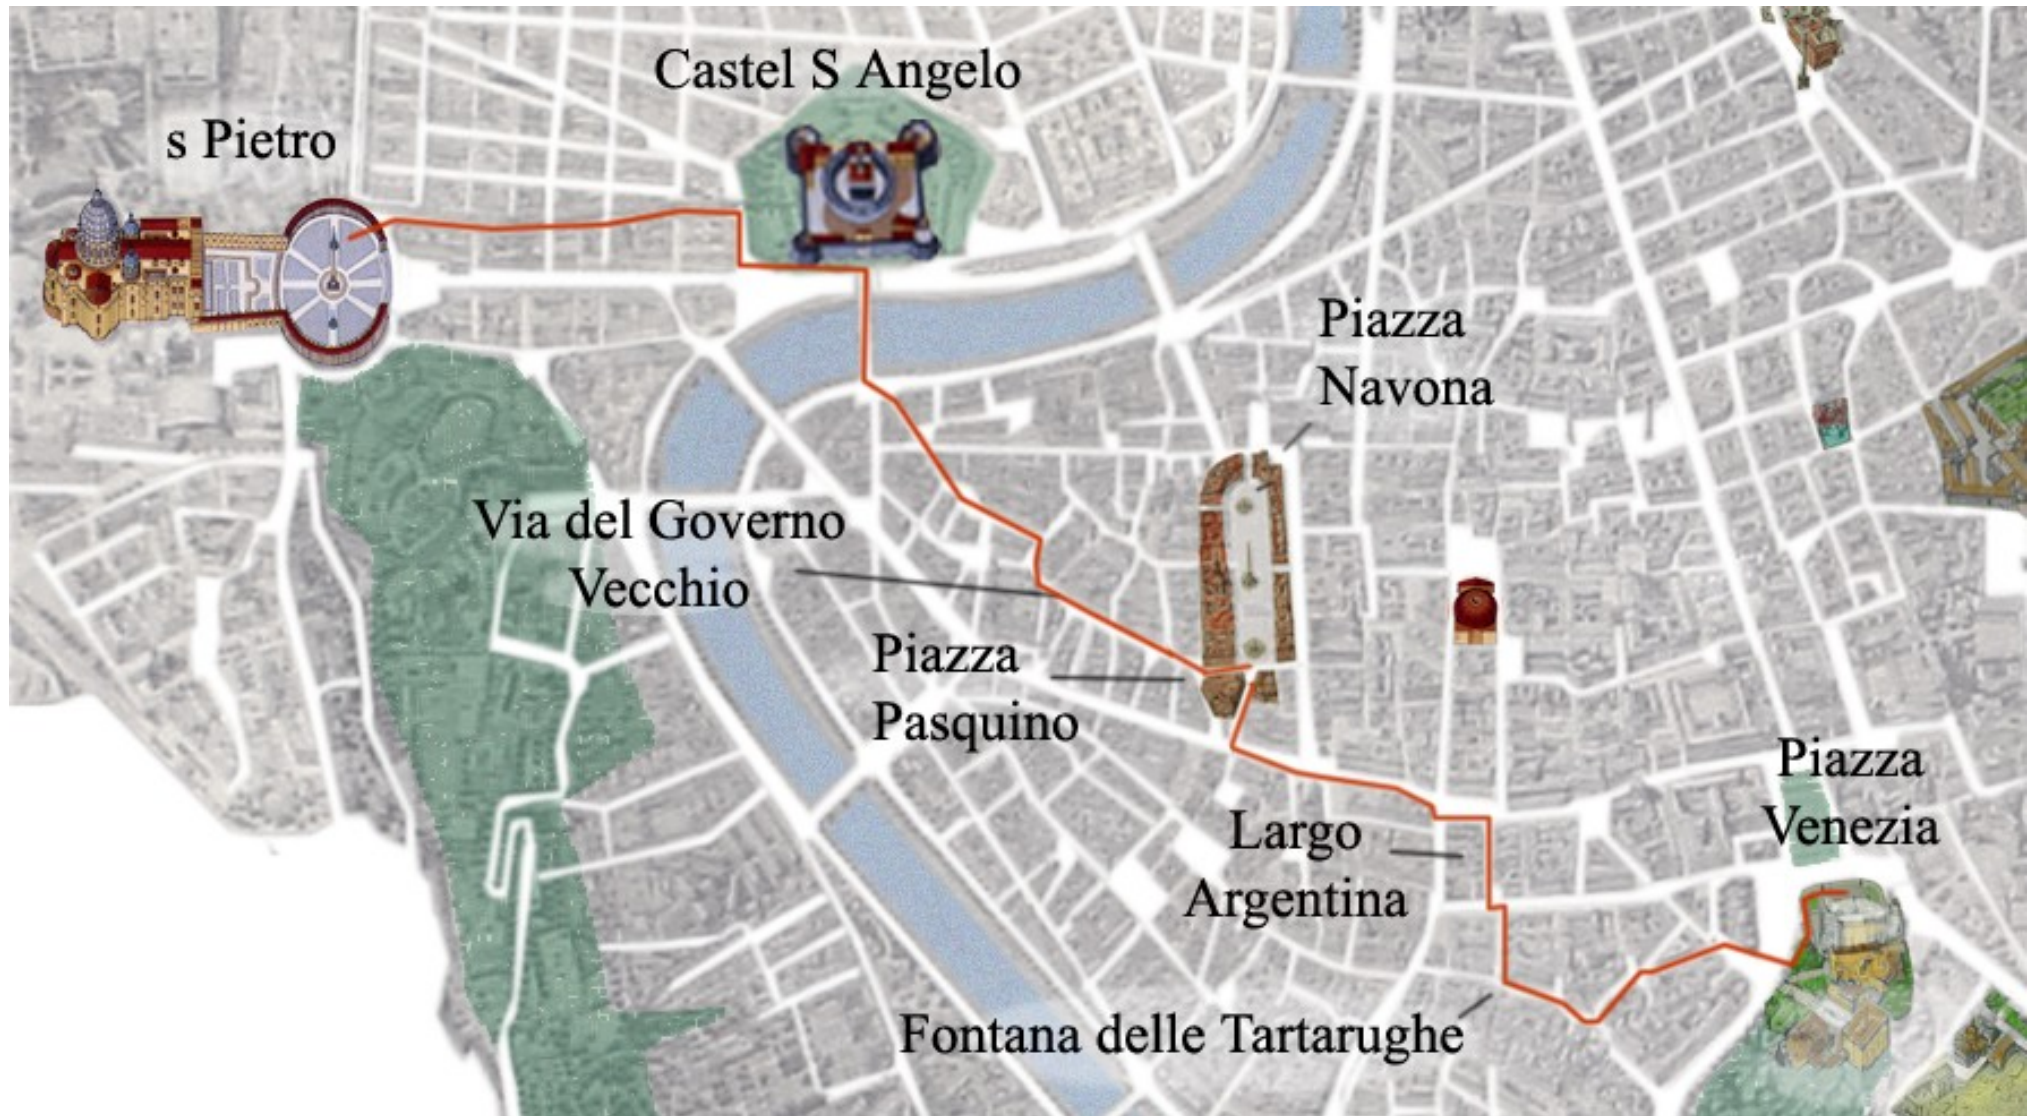 Castel S Angelo
s Pietro
Piazza
Navona
Via del Governo
Vecchio
Piazza
Pasquino
Piazza
Venezia
Largo
Argentina
Fontana delle Tartarughe